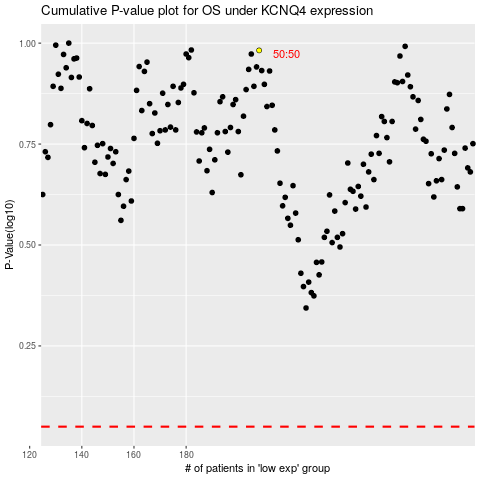 Cumulative P-value plot for OS under KCNQ4 expression
1.00
50:50
0.75
P-Value(log10)
0.50
0.25
120 140 160 180
# of patients in 'low exp' group